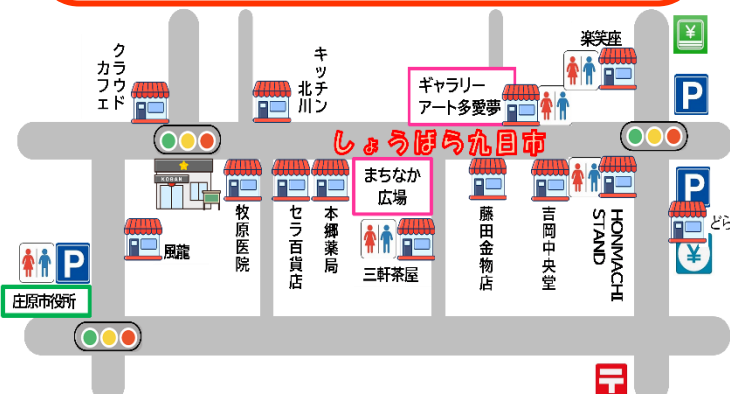 クラウド
カフェ
キッチン
北川
ギャラリー
アート多愛夢
楽笑座
¥
P
しょうばら九日市
まちなか
広場
P
牧原医院
セラ百貨店
本郷薬局
藤田金物店
吉岡中央堂
HONMACHI
STAND
どら
¥
風龍
三軒茶屋
P
庄原市役所
〒